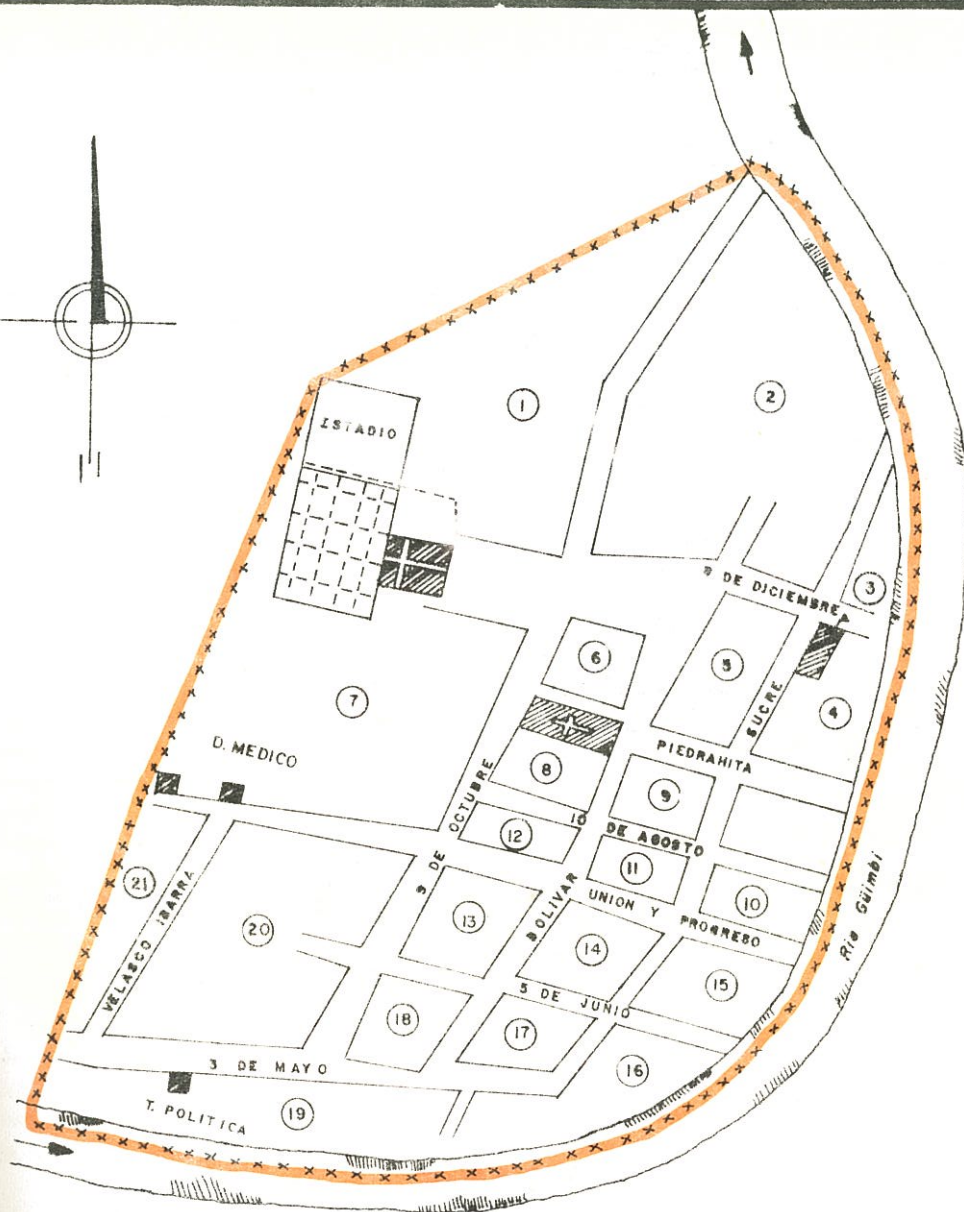 ESTADIO
1
2
9 DE DICIEMBRE
3
6
5
SUCRE
4
7
D. MEDICO
PIEDRAHITA
8
9
9 DE OCTUBRE
10 DE AGOSTO
12
11
10
UNION Y PROGRESO
BOLIVAR
21
VELASCO IBARRA
20
13
14
15
5 DE JUNIO
18
17
16
3 DE MAYO
T. POLITICA
19
Río Güimbi